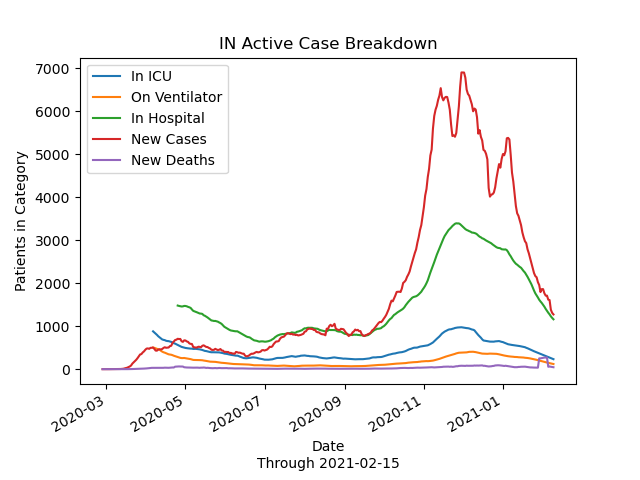 IN Active Case Breakdown
In ICU
On Ventilator
In Hospital
New Cases
New Deaths
Patients in Category
7000
6000
5000
4000
3000
2000
1000
0
2020-03
2020-05
2020-07
2020-09
2020-11
2021-01
Date
Through 2021-02-15